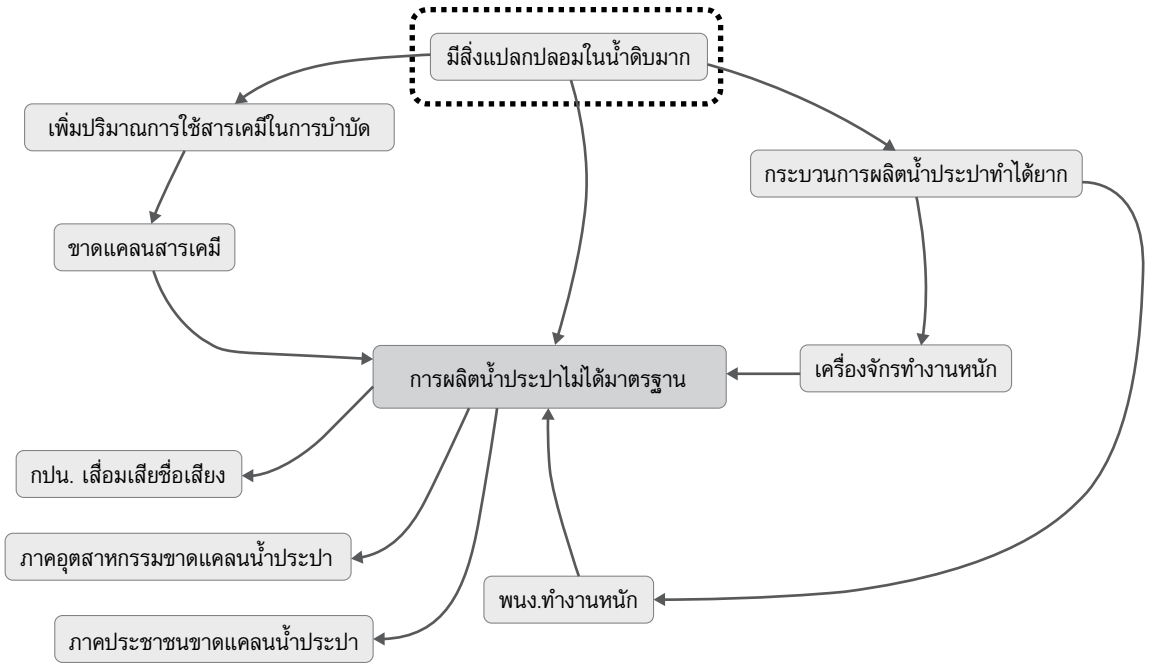 มีสิ่งแปลกปลอมในน้ำดิบมาก
เพิ่มปริมาณการใช้สารเคมีในการบำบัด
กระบวนการผลิตน้ำประปาทำได้ยาก
ขาดแคลนสารเคมี
การผลิตน้ำประปาไม่ได้มาตรฐาน
เครื่องจักรทำงานหนัก
กปน. เสื่อมเสียชื่อเสียง
ภาคอุตสาหกรรมขาดแคลนน้ำประปา
พนง.ทำงานหนัก
ภาคประชาชนขาดแคลนน้ำประปา